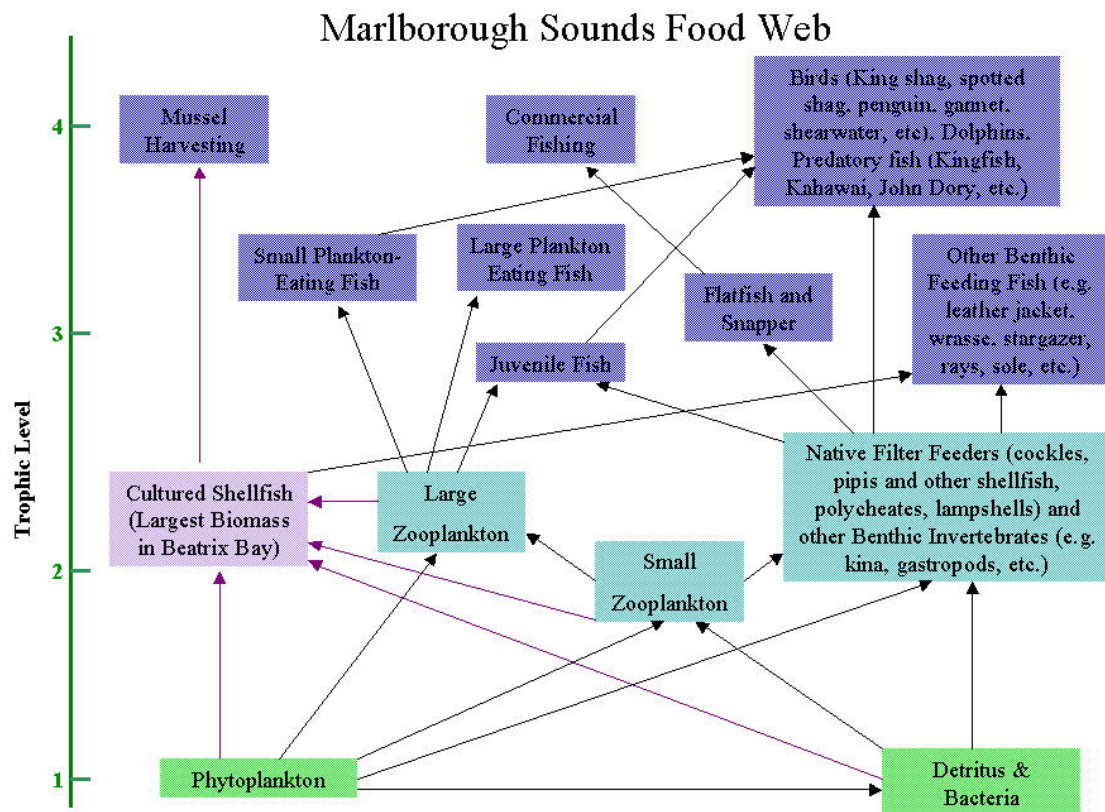 Marlborough Sounds Food Web
Trophic Level
4
3
2
1
Mussel
Harvesting
Commercial
Fishing
Birds (King shag, spotted
shag, penguin, gannet,
shearwater, etc), Dolphins,
Predatory fish (Kingfish,
Kahawai, John Dory, etc.)
Small Plankton-
Eating Fish
Large Plankton
Eating Fish
Flatfish and
Snapper
Other Benthic
Feeding Fish (e.g.
leather jacket,
wrasse, stargazer,
rays, sole, etc.)
Juvenile Fish
Cultured Shellfish
(Largest Biomass
in Beatrix Bay)
Large
Zooplankton
Small
Zooplankton
Native Filter Feeders (cockles,
pipis and other shellfish,
polycheates, lampshells) and
other Benthic Invertebrates (e.g.
kina, gastropods, etc.)
Phytoplankton
Detritus &
Bacteria